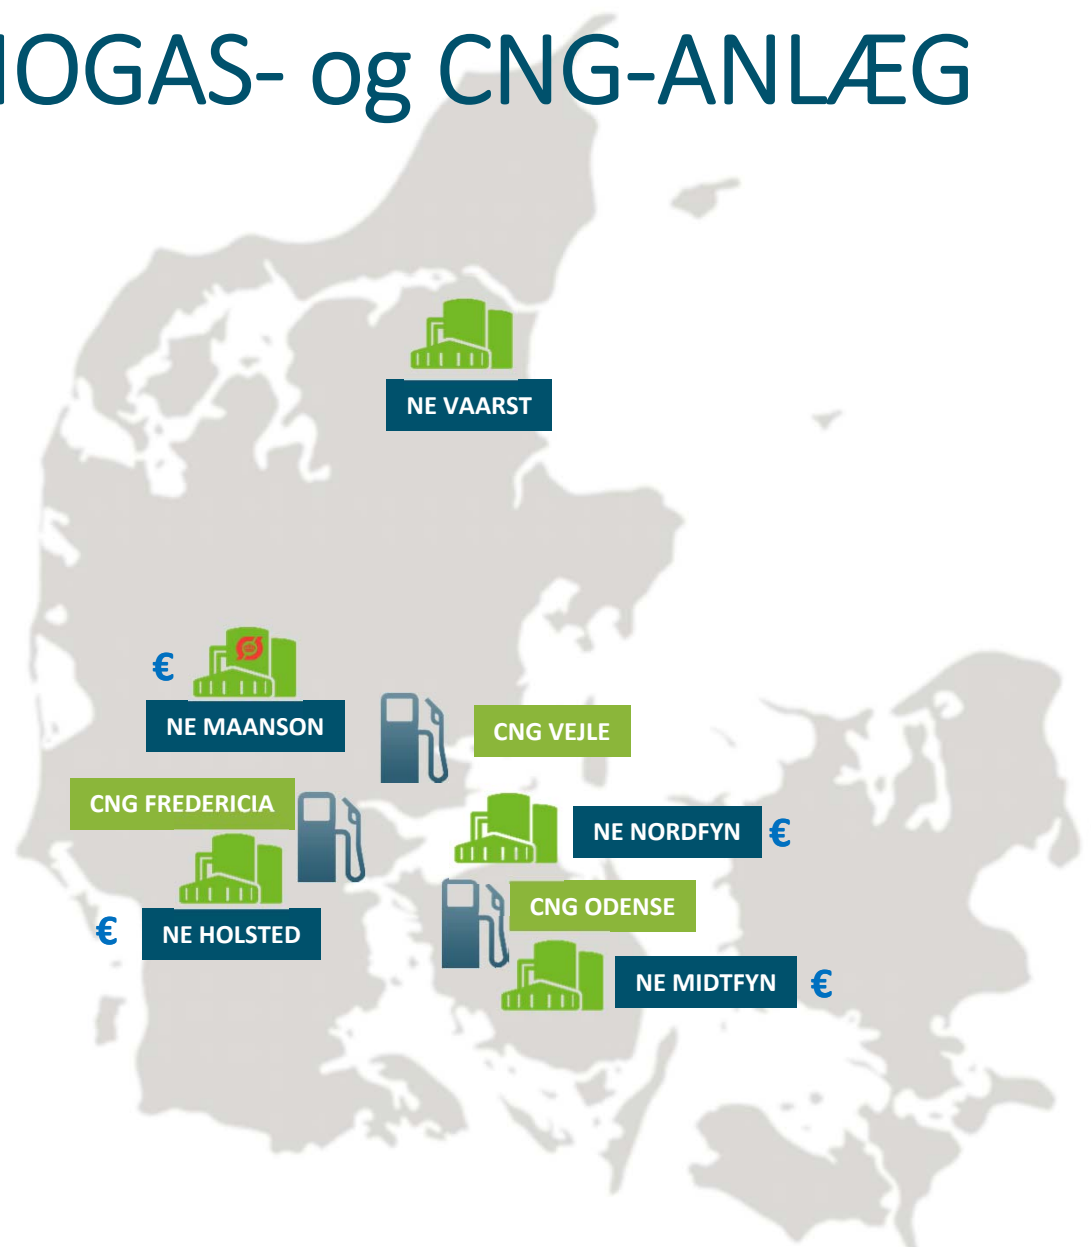 IOGAS- og CNG-ANLÆG
NE VAARST
€
NE MAANSON
CNG VEJLE
CNG FREDERICIA
NE NORDFYN €
CNG ODENSE
€ NE HOLSTED
NE MIDTFYN €